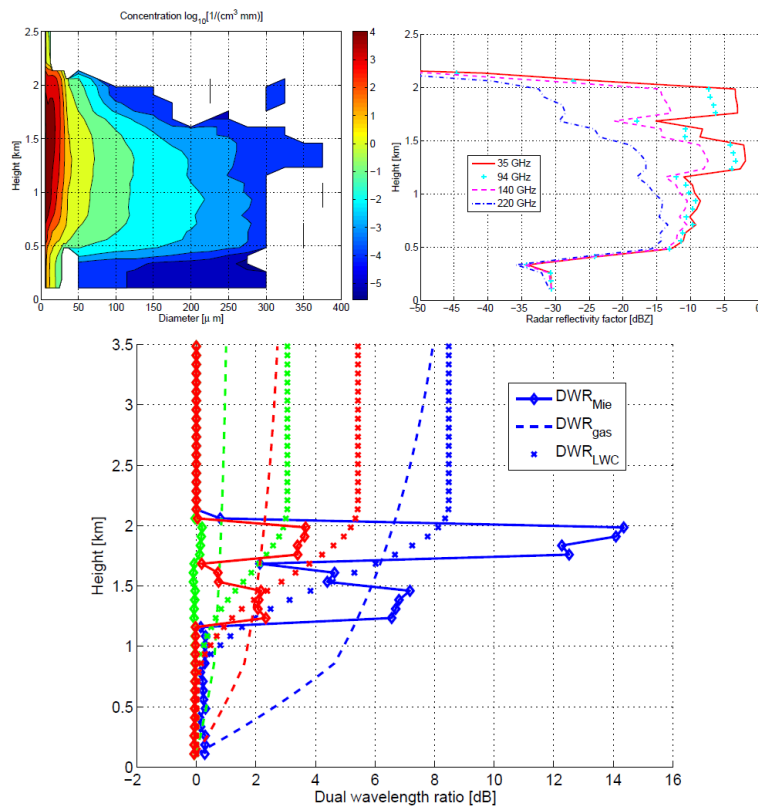 Concentration log10[1/(cm3 mm)]
2.5
2
1.5
1
0.5
0
Height [km]
0 50 100 150 200 250 300 350 400
Diameter [μ m]
4
3
2
1
0
−1
−2
−3
−4
−5
2.5
2
1.5
1
0.5
0
Height [km]
35 GHz
94 GHz
140 GHz
220 GHz
−50 −45 −40 −35 −30 −25 −20 −15 −10 −5 0
Radar reflectivity factor [dBZ]
3.5
3
2.5
2
1.5
1
0.5
0
Height [km]
DWRMie
DWRgas
DWRLWC
−2 0 2 4 6 8 10 12 14 16
Dual wavelength ratio [dB]